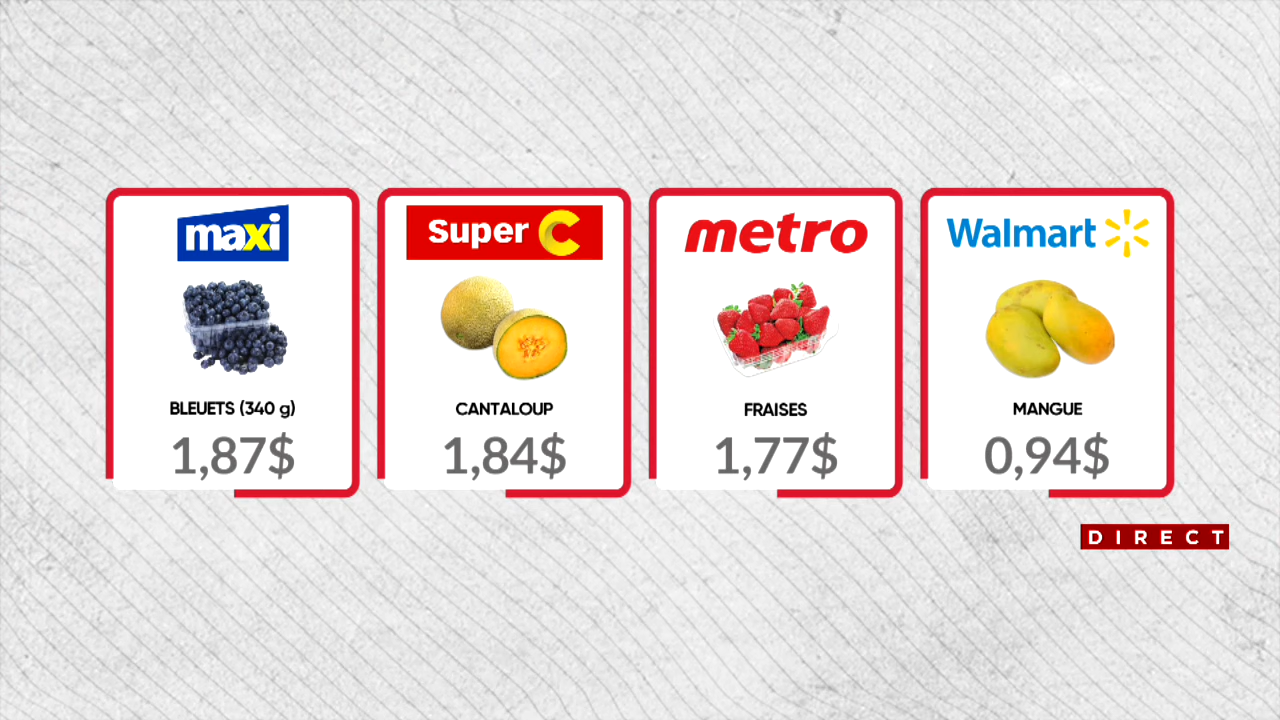 maxi
BLEUETS (340 g)
1,87$
Super C
CANTALOUP
1,84$
metro
FRAISES
1,77$
Walmart
MANGUE
0,94$
DIRECT